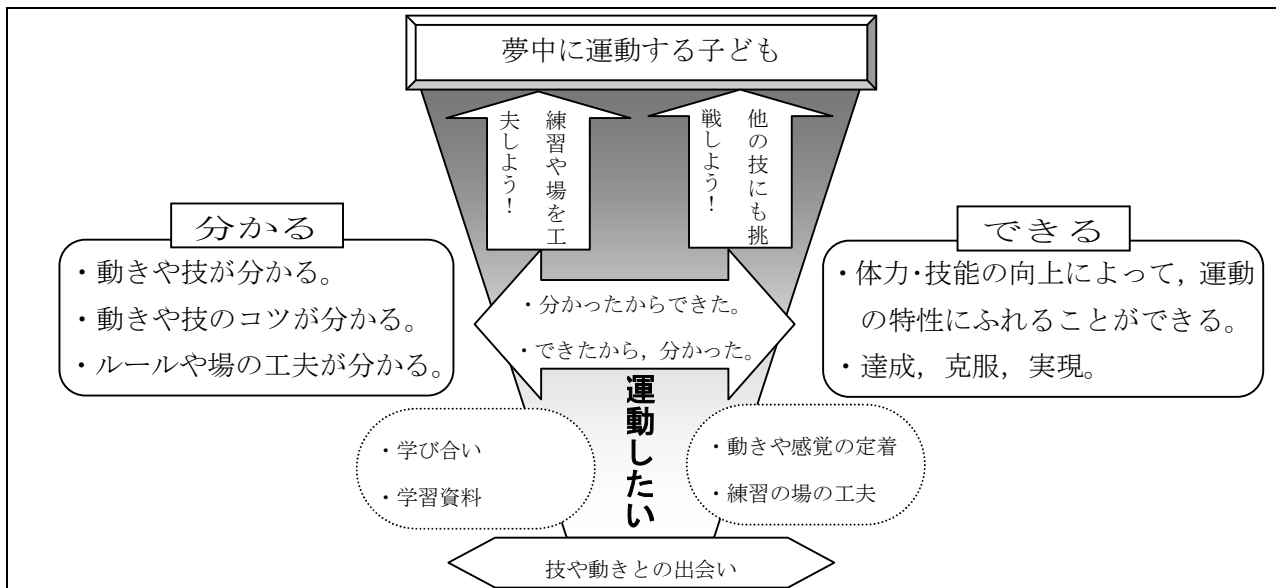 夢中に運動する子ども
練習や場を工
夫しよう！
他の技にも挑
戦しよう！
分かる
・動きや技が分かる。
・動きや技のコツが分かる。
・ルールや場の工夫が分かる。
・分かったからできた。
・できたから，分かった。
できる
・体力・技能の向上によって，運動
の特性にふれることができる。
・達成，克服，実現。
運動したい
・学び合い
・学習資料
・動きや感覚の定着
・練習の場の工夫
技や動きとの出会い